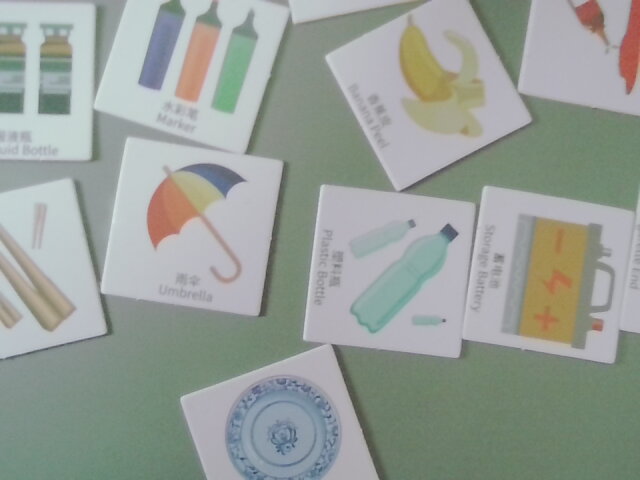 水彩笔
Marker
香蕉皮
Banana Peel
uid Bottle
雨伞
Umbrella
塑料瓶
Plastic Bottle
蓄电池
Storage Battery